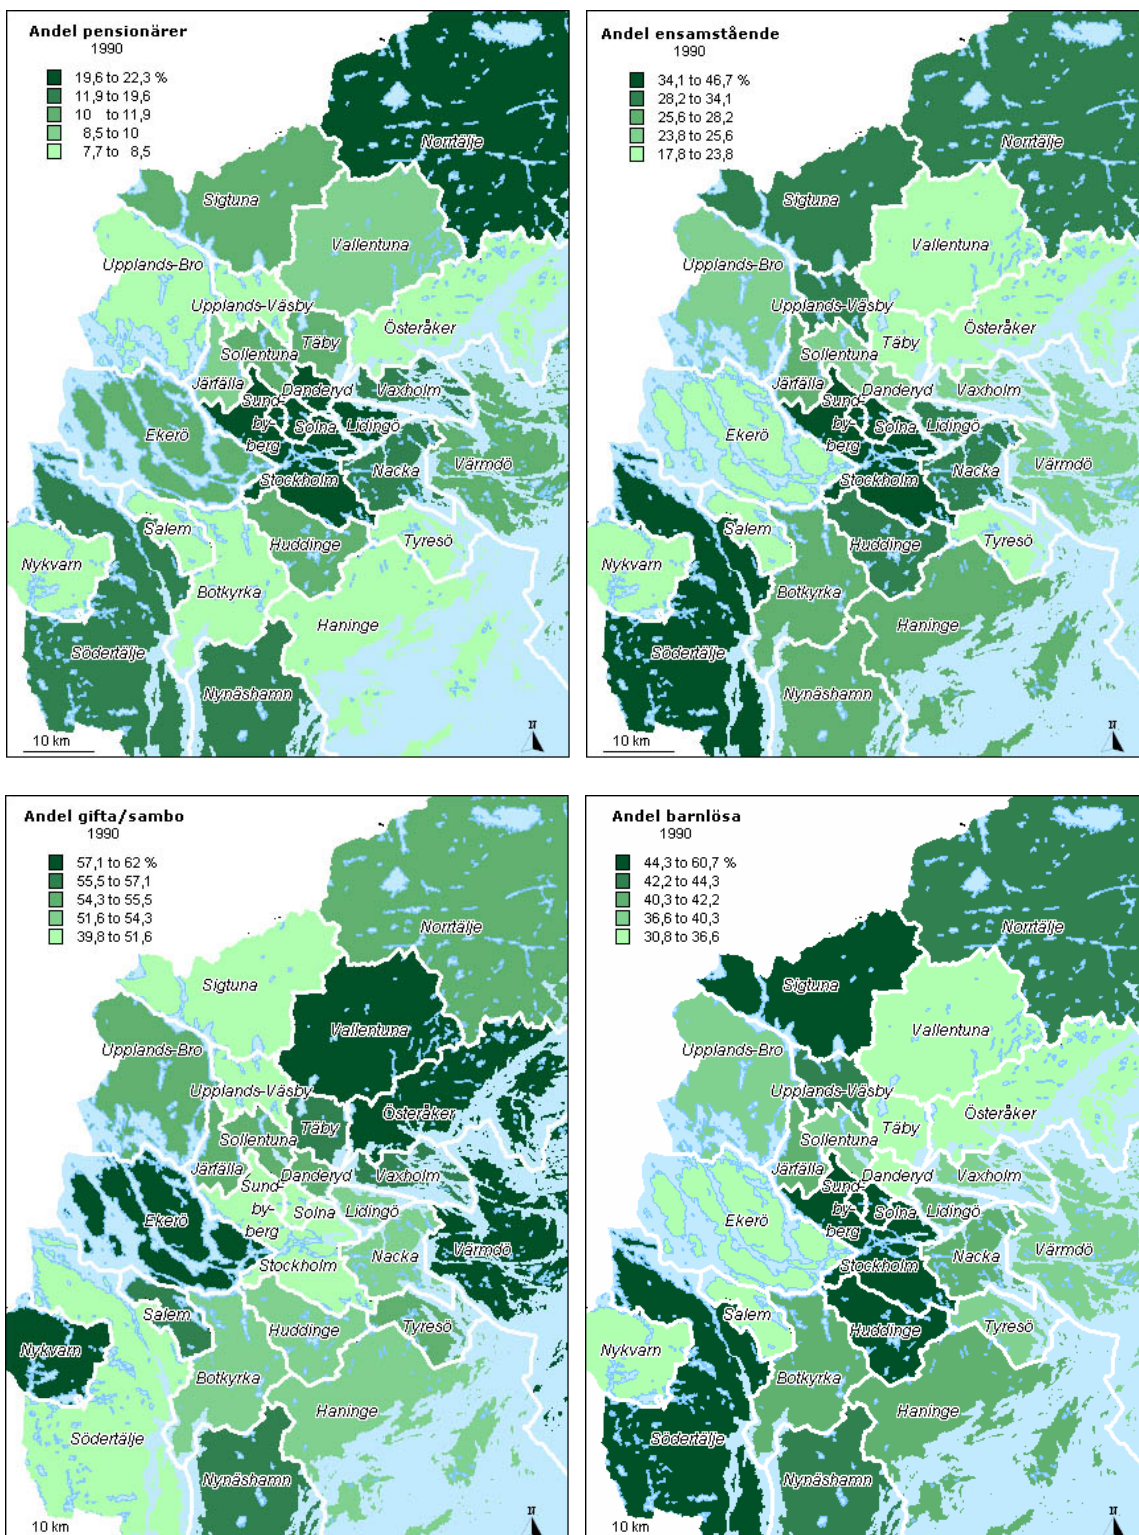 Andel pensionärer
1990
19,6 to 22,3 %
11,9 to 19,6
10 to 11,9
8,5 to 10
7,7 to 8,5
Norrtälje
Sigtuna
Vallentuna
Upplands-Bro
Upplands-Väsby
Österåker
Täby
Sollentuna
Järfälla
Danderyd
Vaxholm
Sund-
by-
berg
Solna
Lidingö
Ekerö
Nacka
Värmdö
Stockholm
Salem
Huddinge
Tyresö
Nykvarn
Botkyrka
Haninge
Södertälje
Nynäshamn
10 km
N
Andel ensamstående
1990
34,1 to 46,7 %
28,2 to 34,1
25,6 to 28,2
23,8 to 25,6
17,8 to 23,8
Norrtälje
Sigtuna
Vallentuna
Upplands-Bro
Upplands-Väsby
Österåker
Täby
Sollentuna
Järfälla
Danderyd
Vaxholm
Sund-
by-
berg
Solna
Lidingö
Ekerö
Nacka
Värmdö
Stockholm
Salem
Huddinge
Tyresö
Nykvarn
Botkyrka
Haninge
Södertälje
Nynäshamn
10 km
N
Andel gifta/sambo
1990
57,1 to 62 %
55,5 to 57,1
54,3 to 55,5
51,6 to 54,3
39,8 to 51,6
Norrtälje
Sigtuna
Vallentuna
Upplands-Bro
Upplands-Väsby
Österåker
Täby
Sollentuna
Järfälla
Danderyd
Vaxholm
Sund-
by-
berg
Solna
Lidingö
Ekerö
Nacka
Värmdö
Stockholm
Salem
Huddinge
Tyresö
Nykvarn
Botkyrka
Haninge
Södertälje
Nynäshamn
10 km
N
Andel barnlösa
1990
44,3 to 60,7 %
42,2 to 44,3
40,3 to 42,2
36,6 to 40,3
30,8 to 36,6
Norrtälje
Sigtuna
Vallentuna
Upplands-Bro
Upplands-Väsby
Österåker
Täby
Sollentuna
Järfälla
Danderyd
Vaxholm
Sund-
by-
berg
Solna
Lidingö
Ekerö
Nacka
Värmdö
Stockholm
Salem
Huddinge
Tyresö
Nykvarn
Botkyrka
Haninge
Södertälje
Nynäshamn
10 km
N